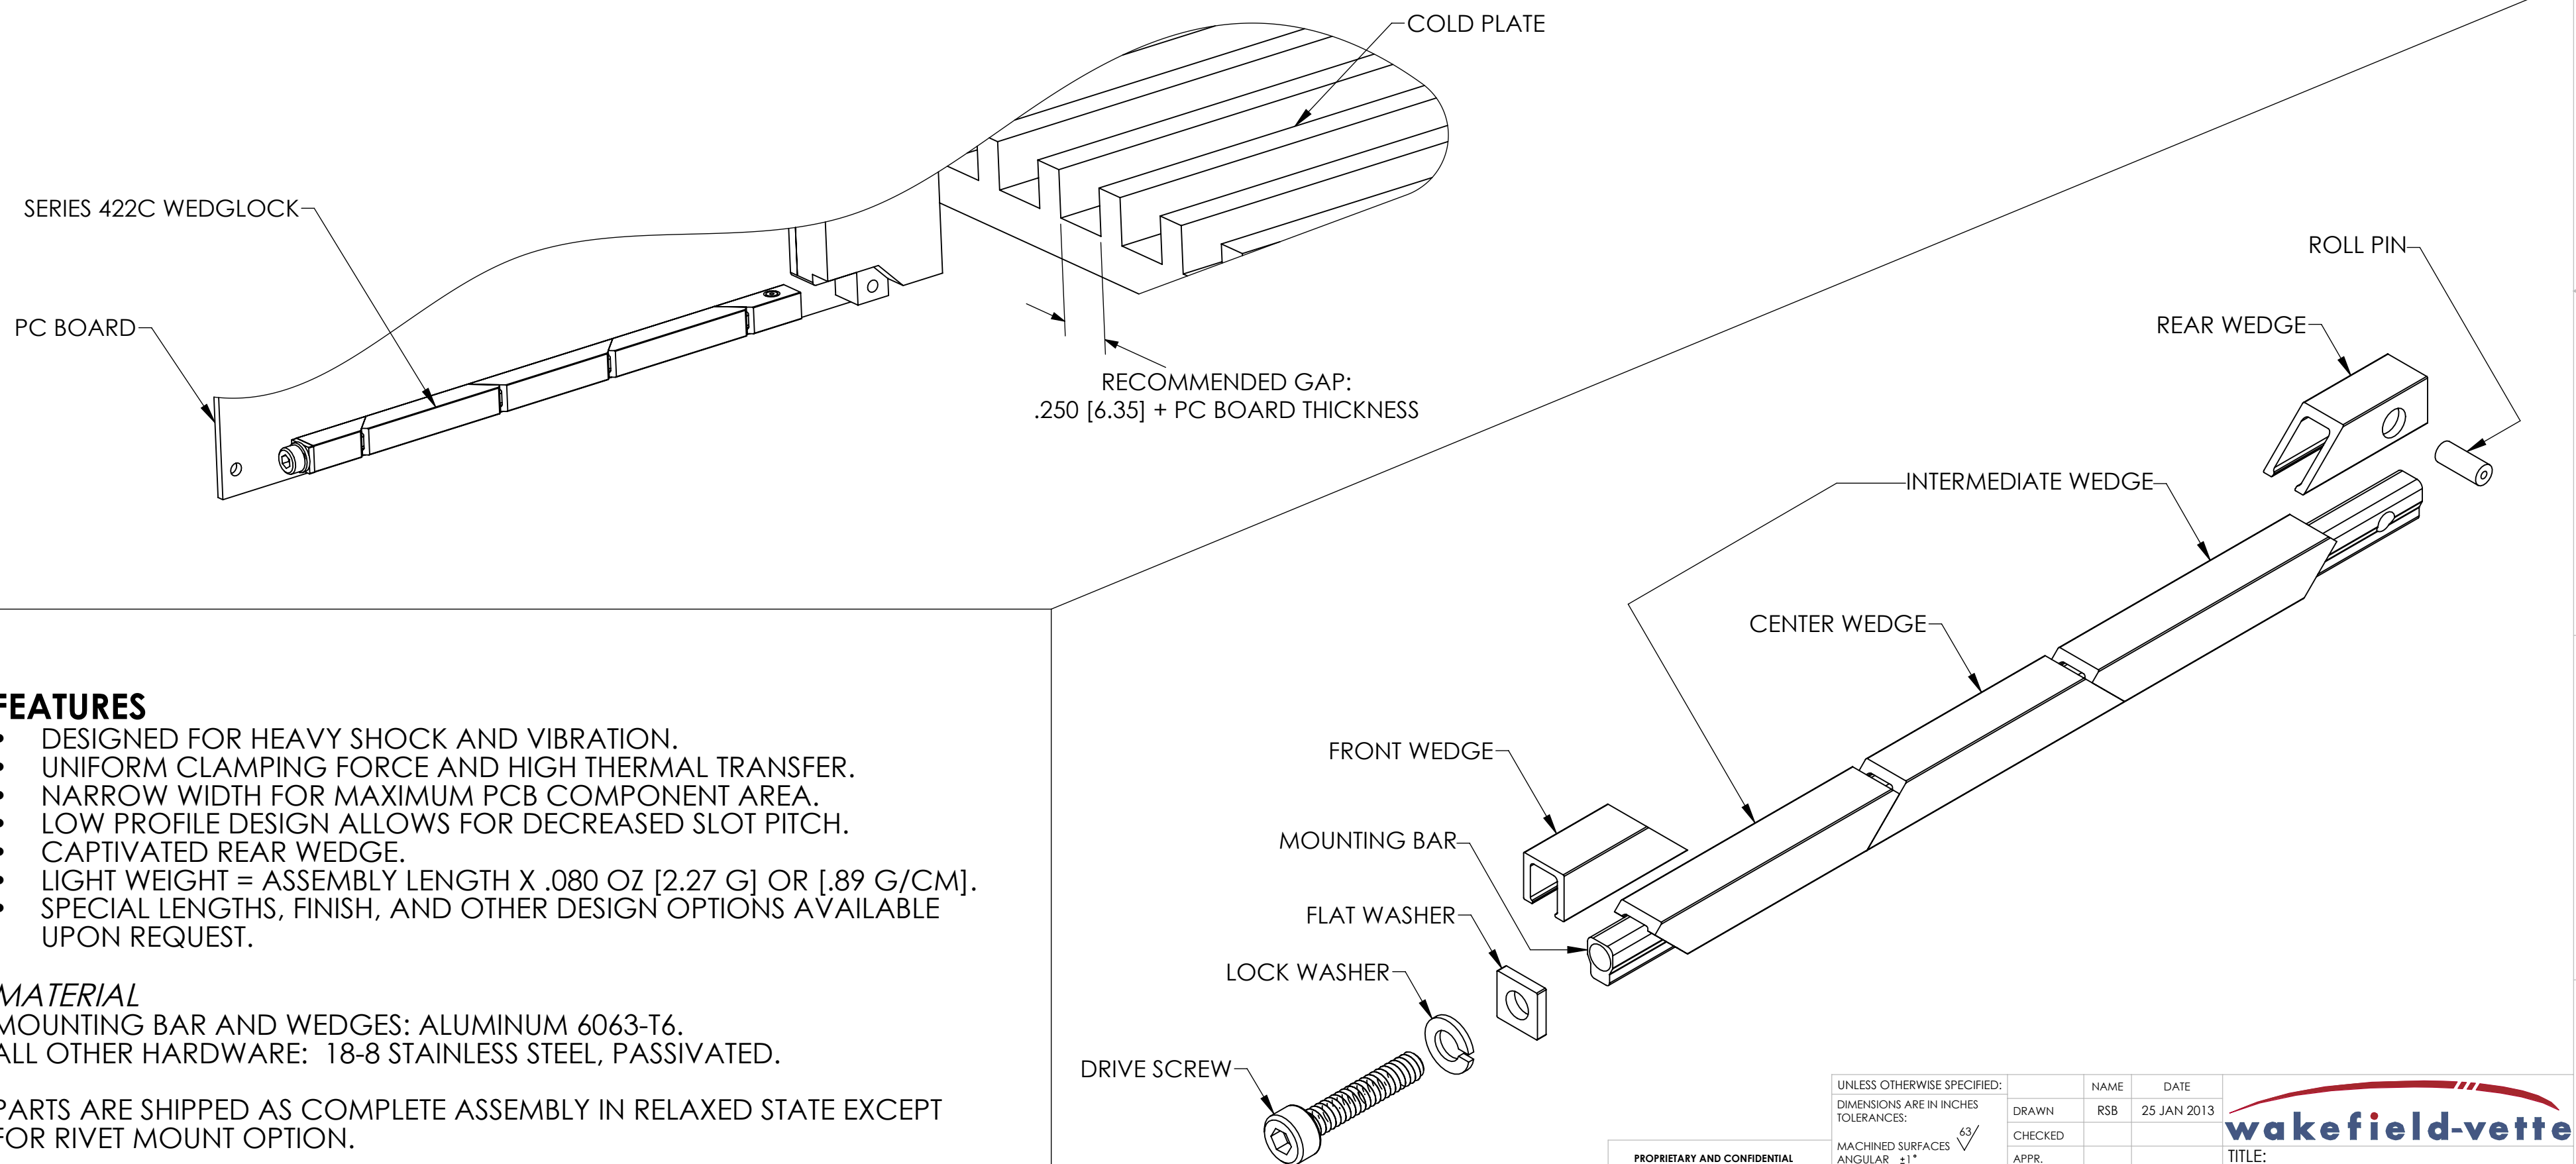 COLD PLATE
SERIES 422C WEDGLOCK
PC BOARD
RECOMMENDED GAP:
.250 [6.35] + PC BOARD THICKNESS
ROLL PIN
REAR WEDGE
INTERMEDIATE WEDGE
CENTER WEDGE
FRONT WEDGE
MOUNTING BAR
FLAT WASHER
LOCK WASHER
DRIVE SCREW
FEATURES
• DESIGNED FOR HEAVY SHOCK AND VIBRATION.
• UNIFORM CLAMPING FORCE AND HIGH THERMAL TRANSFER.
• NARROW WIDTH FOR MAXIMUM PCB COMPONENT AREA.
• LOW PROFILE DESIGN ALLOWS FOR DECREASED SLOT PITCH.
• CAPTIVATED REAR WEDGE.
• LIGHT WEIGHT = ASSEMBLY LENGTH X .080 OZ [2.27 G] OR [.89 G/CM].
• SPECIAL LENGTHS, FINISH, AND OTHER DESIGN OPTIONS AVAILABLE
UPON REQUEST.
MATERIAL
MOUNTING BAR AND WEDGES: ALUMINUM 6063-T6.
ALL OTHER HARDWARE: 18-8 STAINLESS STEEL, PASSIVATED.
PARTS ARE SHIPPED AS COMPLETE ASSEMBLY IN RELAXED STATE EXCEPT
FOR RIVET MOUNT OPTION.
PROPRIETARY AND CONFIDENTIAL
UNLESS OTHERWISE SPECIFIED:
DIMENSIONS ARE IN INCHES
TOLERANCES:
MACHINED SURFACES 63
ANGULAR ±1°
NAME DATE
DRAWN RSB 25 JAN 2013
CHECKED
APPR.
wakefield-vette
TITLE: